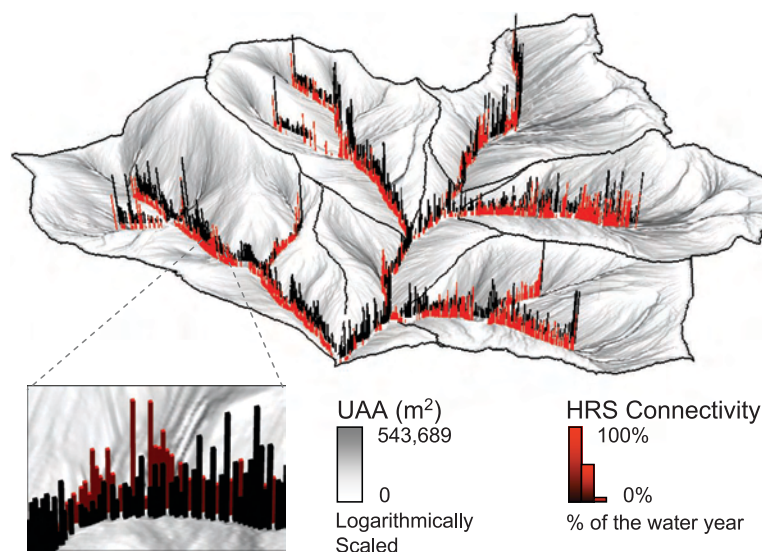 UAA (m²)
543,689
0
Logarithmically
Scaled
HRS Connectivity
100%
0%
% of the water year